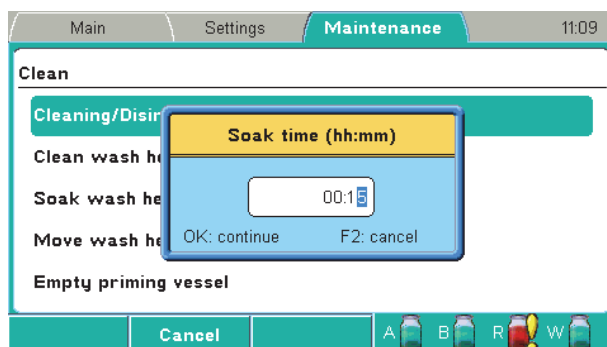 Main Settings Maintenance 11:09
Clean
Cleaning/Disin
Soak time (hh:mm)
Clean wash he
00:15
Soak wash he
OK: continue F2: cancel
Move wash he
Empty priming vessel
Cancel A B R W